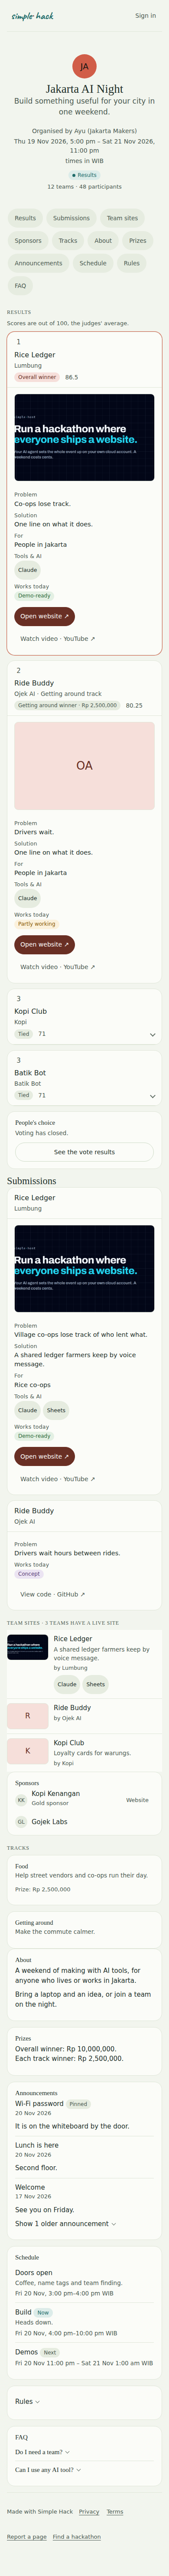 simple hack
Sign in
JA
Jakarta AI Night
Build something useful for your city in
one weekend.
Organised by Ayu (Jakarta Makers)
Thu 19 Nov 2026, 5:00 pm – Sat 21 Nov 2026,
11:00 pm
times in WIB
Results
12 teams · 48 participants
Results
Submissions
Team sites
Sponsors
Tracks
About
Prizes
Announcements
Schedule
Rules
FAQ
RESULTS
Scores are out of 100, the judges' average.
1
Rice Ledger
Lumbung
Overall winner
86.5
simple-hack
Run a hackathon where
everyone ships a website.
Problem
Co-ops lose track.
Solution
One line on what it does.
For
People in Jakarta
Tools & AI
Claude
Works today
Demo-ready
Open website ↗
Watch video · YouTube ↗
2
Ride Buddy
Ojek AI · Getting around track
Getting around winner · Rp 2,500,000
80.25
OA
Problem
Drivers wait.
Solution
One line on what it does.
For
People in Jakarta
Tools & AI
Claude
Works today
Partly working
Open website ↗
Watch video · YouTube ↗
3
Kopi Club
Kopi
Tied
71
3
Batik Bot
Batik Bot
Tied
71
People's choice
Voting has closed.
See the vote results
Submissions
Rice Ledger
Lumbung
simple-hack
Run a hackathon where
everyone ships a website.
Problem
Village co-ops lose track of who lent what.
Solution
A shared ledger farmers keep by voice
message.
For
Rice co-ops
Tools & AI
Claude
Sheets
Works today
Demo-ready
Open website ↗
Watch video · YouTube ↗
Ride Buddy
Ojek AI
Problem
Drivers wait hours between rides.
Works today
Concept
View code · GitHub ↗
TEAM SITES · 3 TEAMS HAVE A LIVE SITE
Rice Ledger
A shared ledger farmers keep by
voice message.
by Lumbung
Claude
Sheets
R
Ride Buddy
by Ojek AI
K
Kopi Club
Loyalty cards for warungs.
by Kopi
Sponsors
KK
Kopi Kenangan
Gold sponsor
Website
GL
Gojek Labs
TRACKS
Food
Help street vendors and co-ops run their day.
Prize: Rp 2,500,000
Getting around
Make the commute calmer.
About
A weekend of making with AI tools, for
anyone who lives or works in Jakarta.
Bring a laptop and an idea, or join a team
on the night.
Prizes
Overall winner: Rp 10,000,000.
Each track winner: Rp 2,500,000.
Announcements
Wi-Fi password
Pinned
20 Nov 2026
It is on the whiteboard by the door.
Lunch is here
20 Nov 2026
Second floor.
Welcome
17 Nov 2026
See you on Friday.
Show 1 older announcement
Schedule
Doors open
Coffee, name tags and team finding.
Fri 20 Nov, 3:00 pm–4:00 pm WIB
Build
Now
Heads down.
Fri 20 Nov, 4:00 pm–10:00 pm WIB
Demos
Next
Fri 20 Nov 11:00 pm – Sat 21 Nov 1:00 am WIB
Rules
FAQ
Do I need a team?
Can I use any AI tool?
Made with Simple Hack
Privacy
Terms
Report a page
Find a hackathon